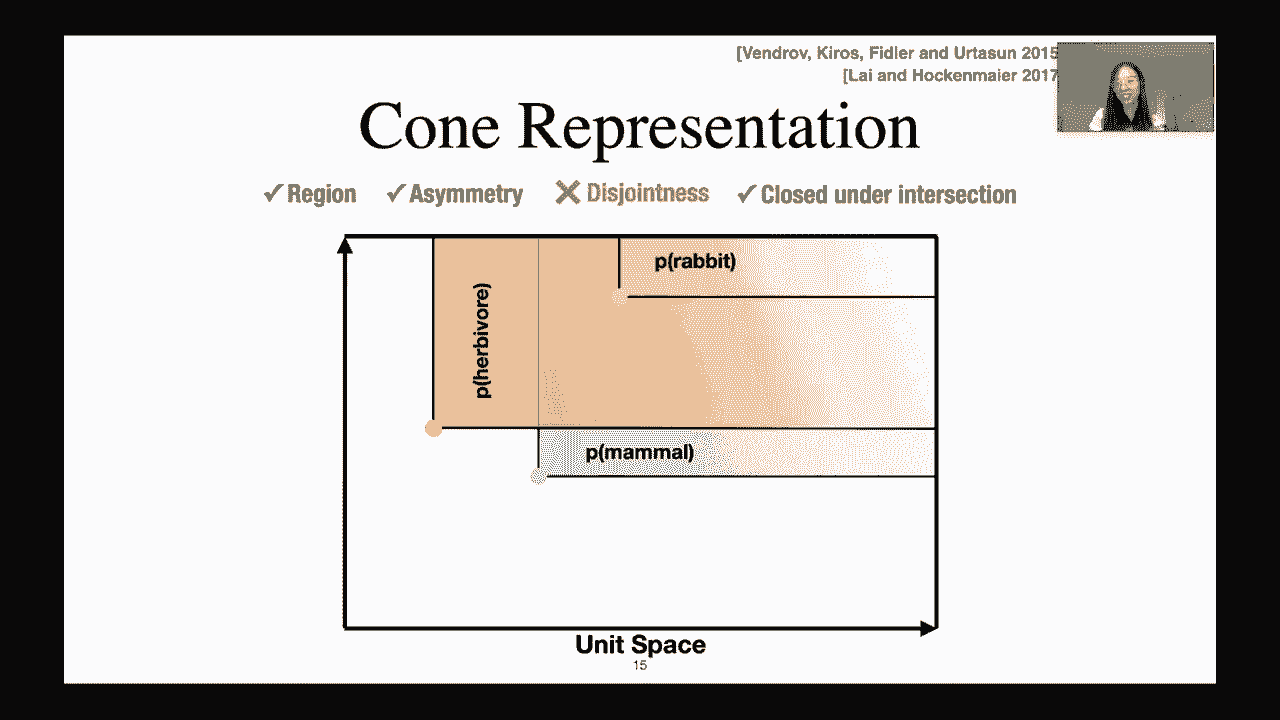 [Vendrov, Kiros, Fidler and Urtasun 2015
[Lai and Hockenmaier 2017
Cone Representation
✓Region ✓Asymmetry ✕ Disjointness ✓Closed under intersection
p(rabbit)
p(herbivore)
p(mammal)
Unit Space
15